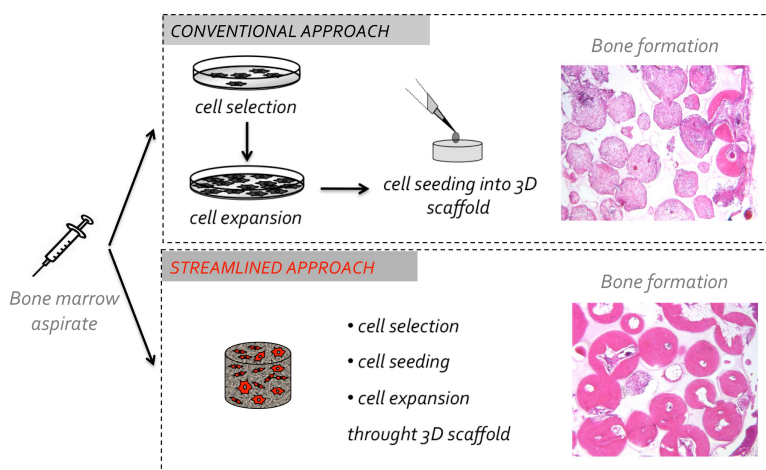 CONVENTIONAL APPROACH
Bone formation
cell selection
cell expansion
cell seeding into 3D
scaffold
Bone marrow
aspirate
STREAMLINED APPROACH
Bone formation
• cell selection
• cell seeding
• cell expansion
throught 3D scaffold